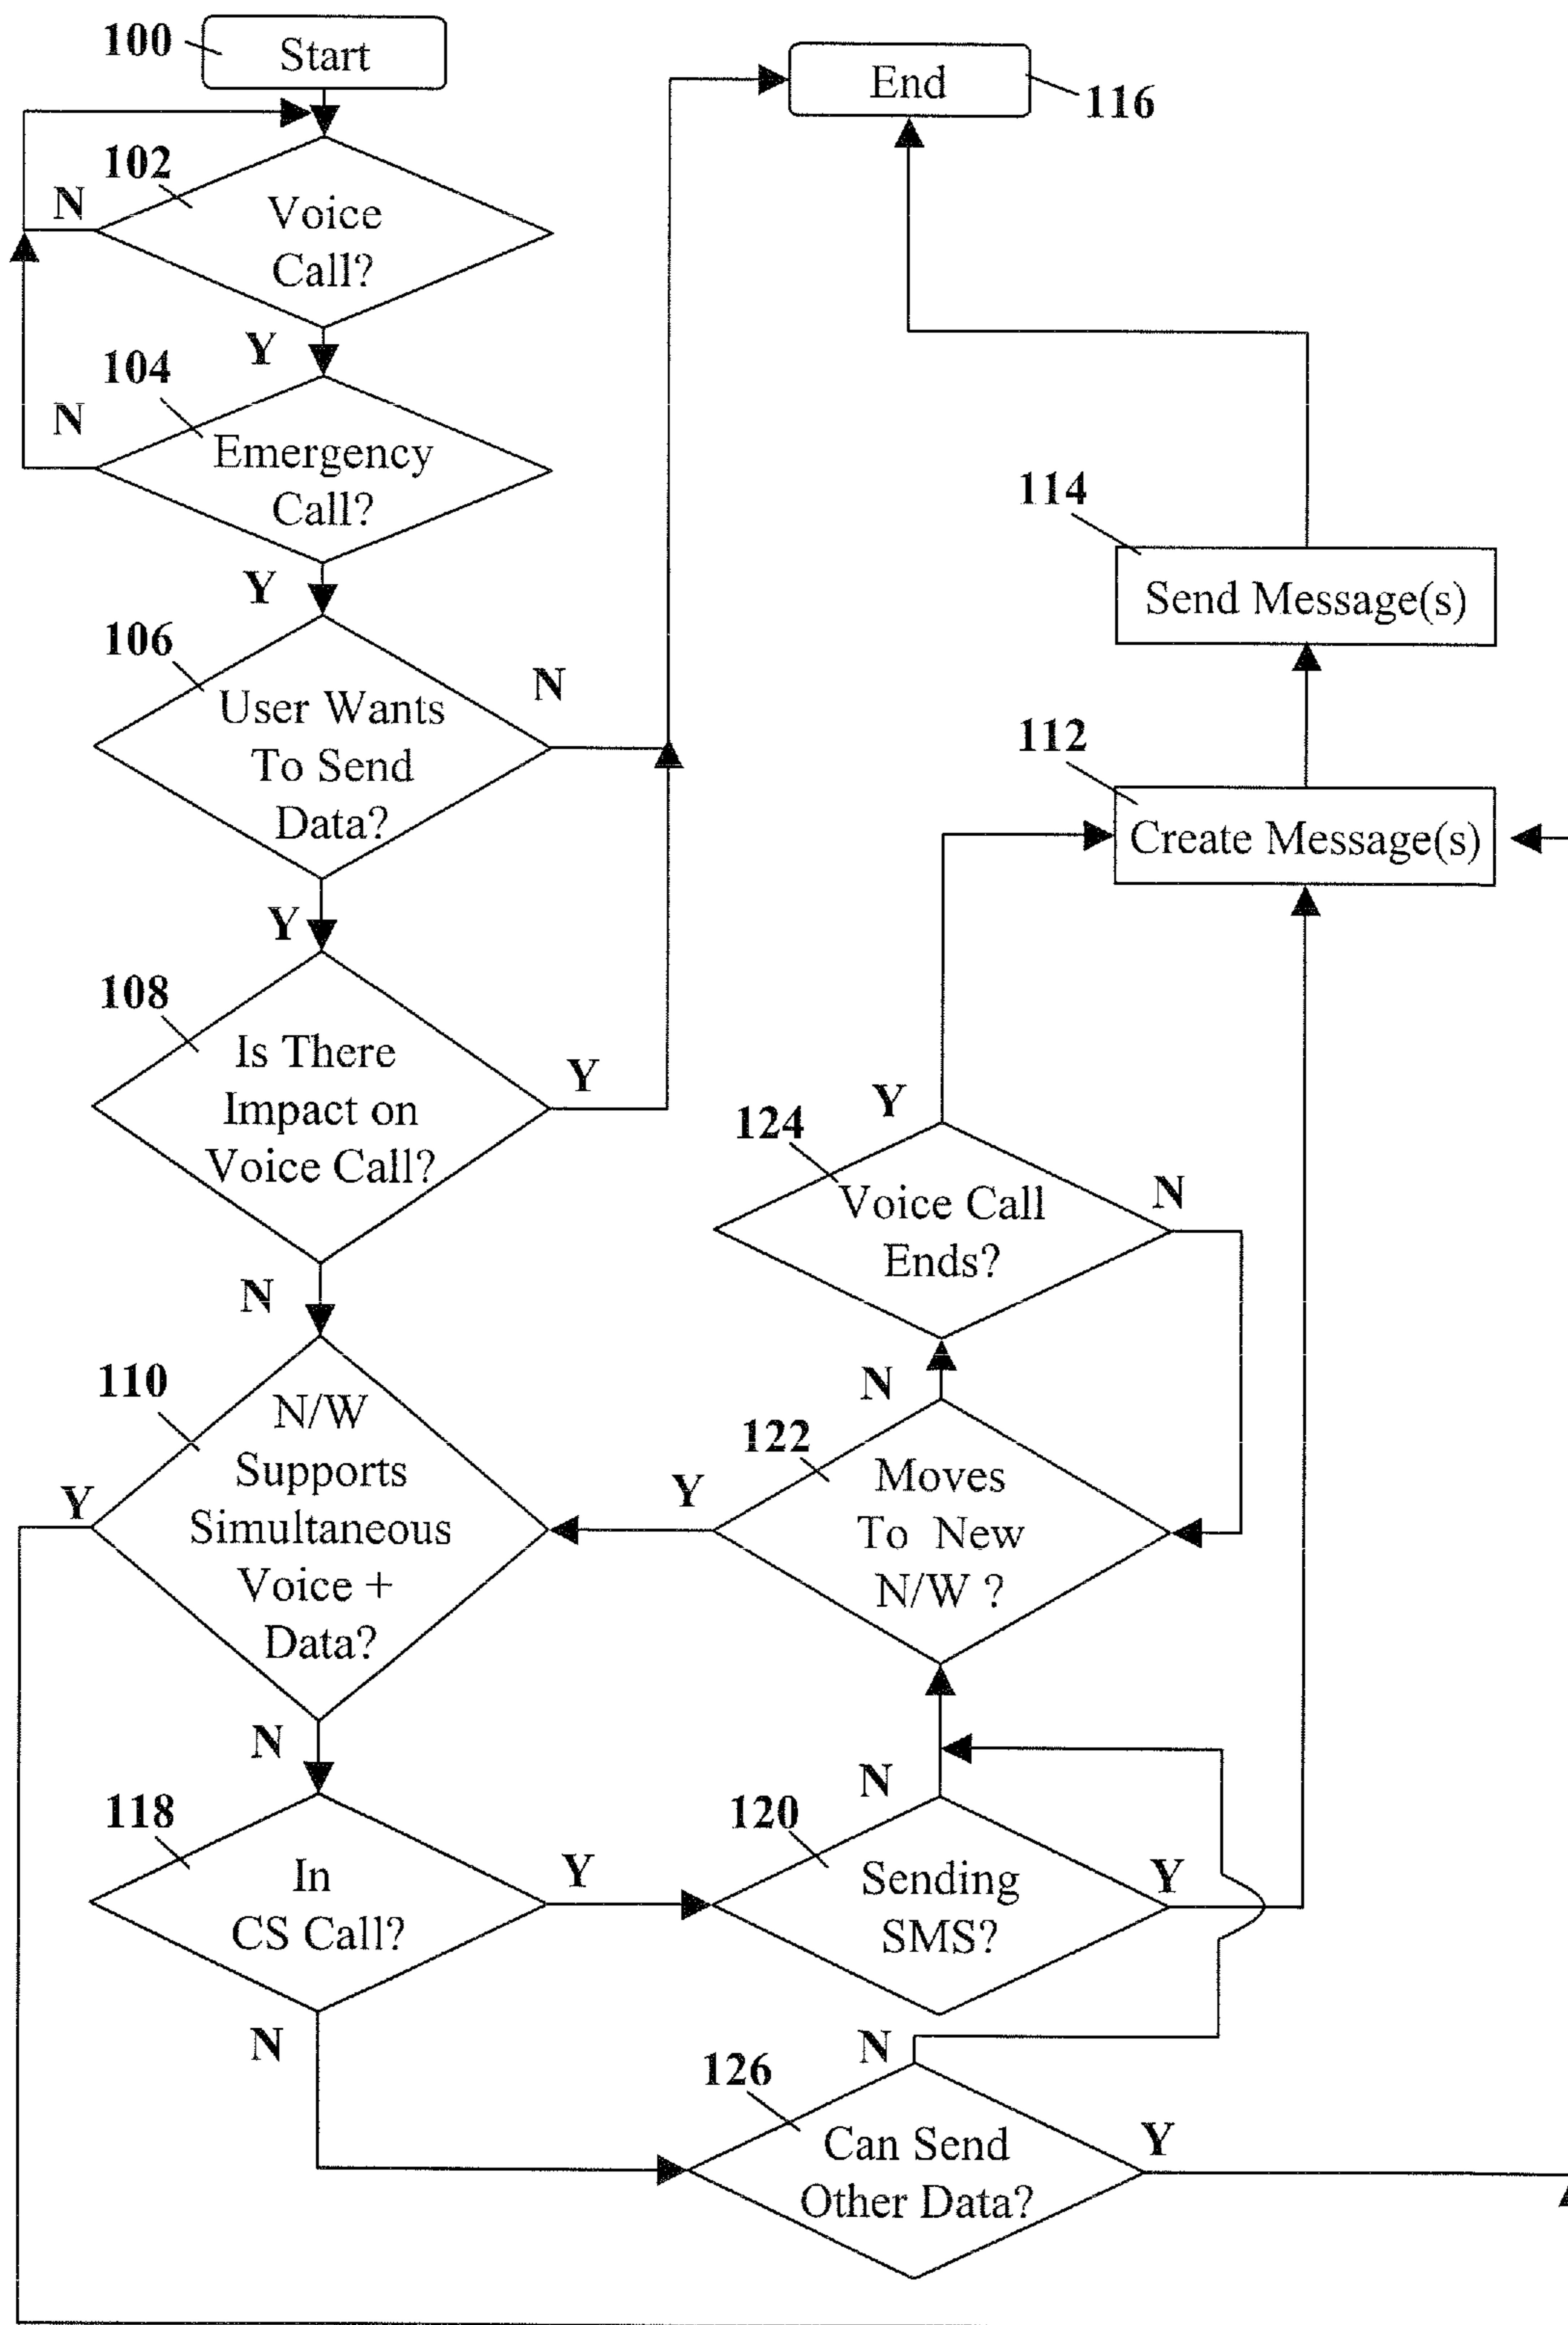 100
Start
End
116
102
N
Voice
Call?
Y
104
N
Emergency
Call?
Y
106
User Wants
To Send
Data?
N
Y
108
Is There
Impact on
Voice Call?
Y
N
110
N/W
Supports
Simultaneous
Voice +
Data?
Y
N
118
In
CS Call?
Y
N
114
Send Message(s)
112
Create Message(s)
124
Y
Voice Call
Ends?
N
122
N
Moves
To New
N/W ?
Y
120
N
Sending
SMS?
Y
126
N
Can Send
Other Data?
Y